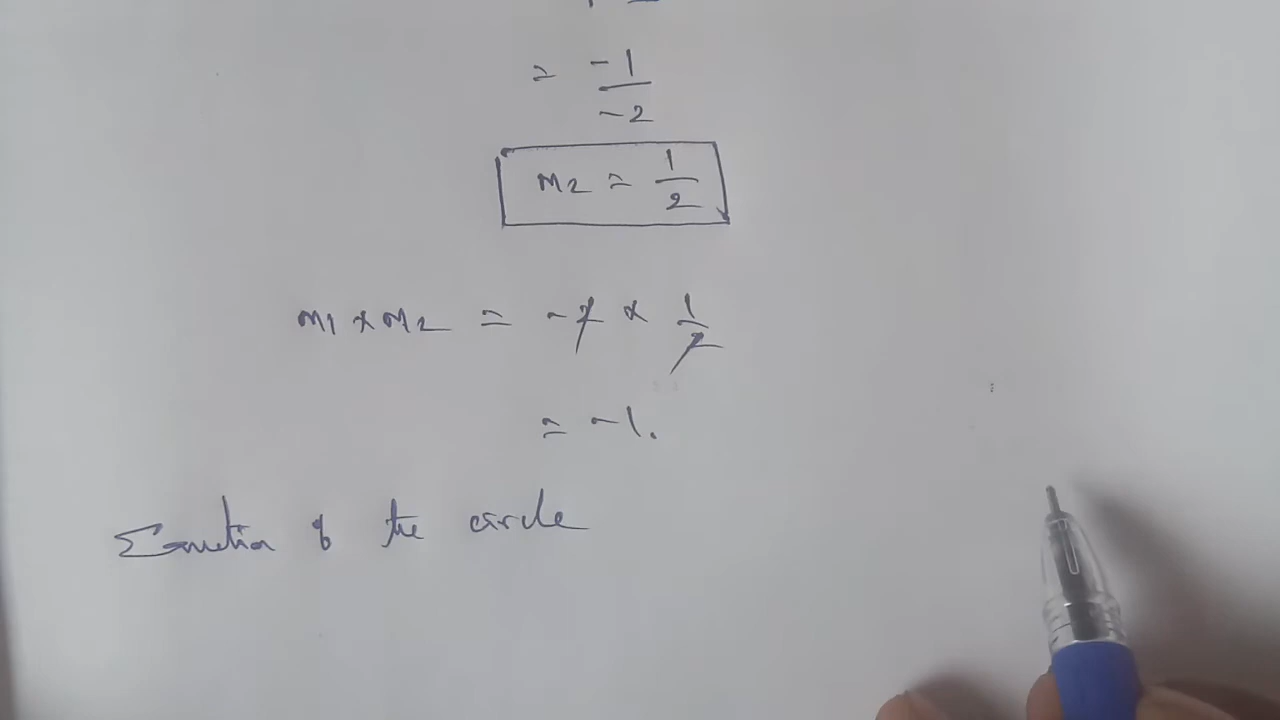 = -1
-2
m2 = 1/2
m1 x m2 = -2 x 1/2
= -1.
Equation of the circle